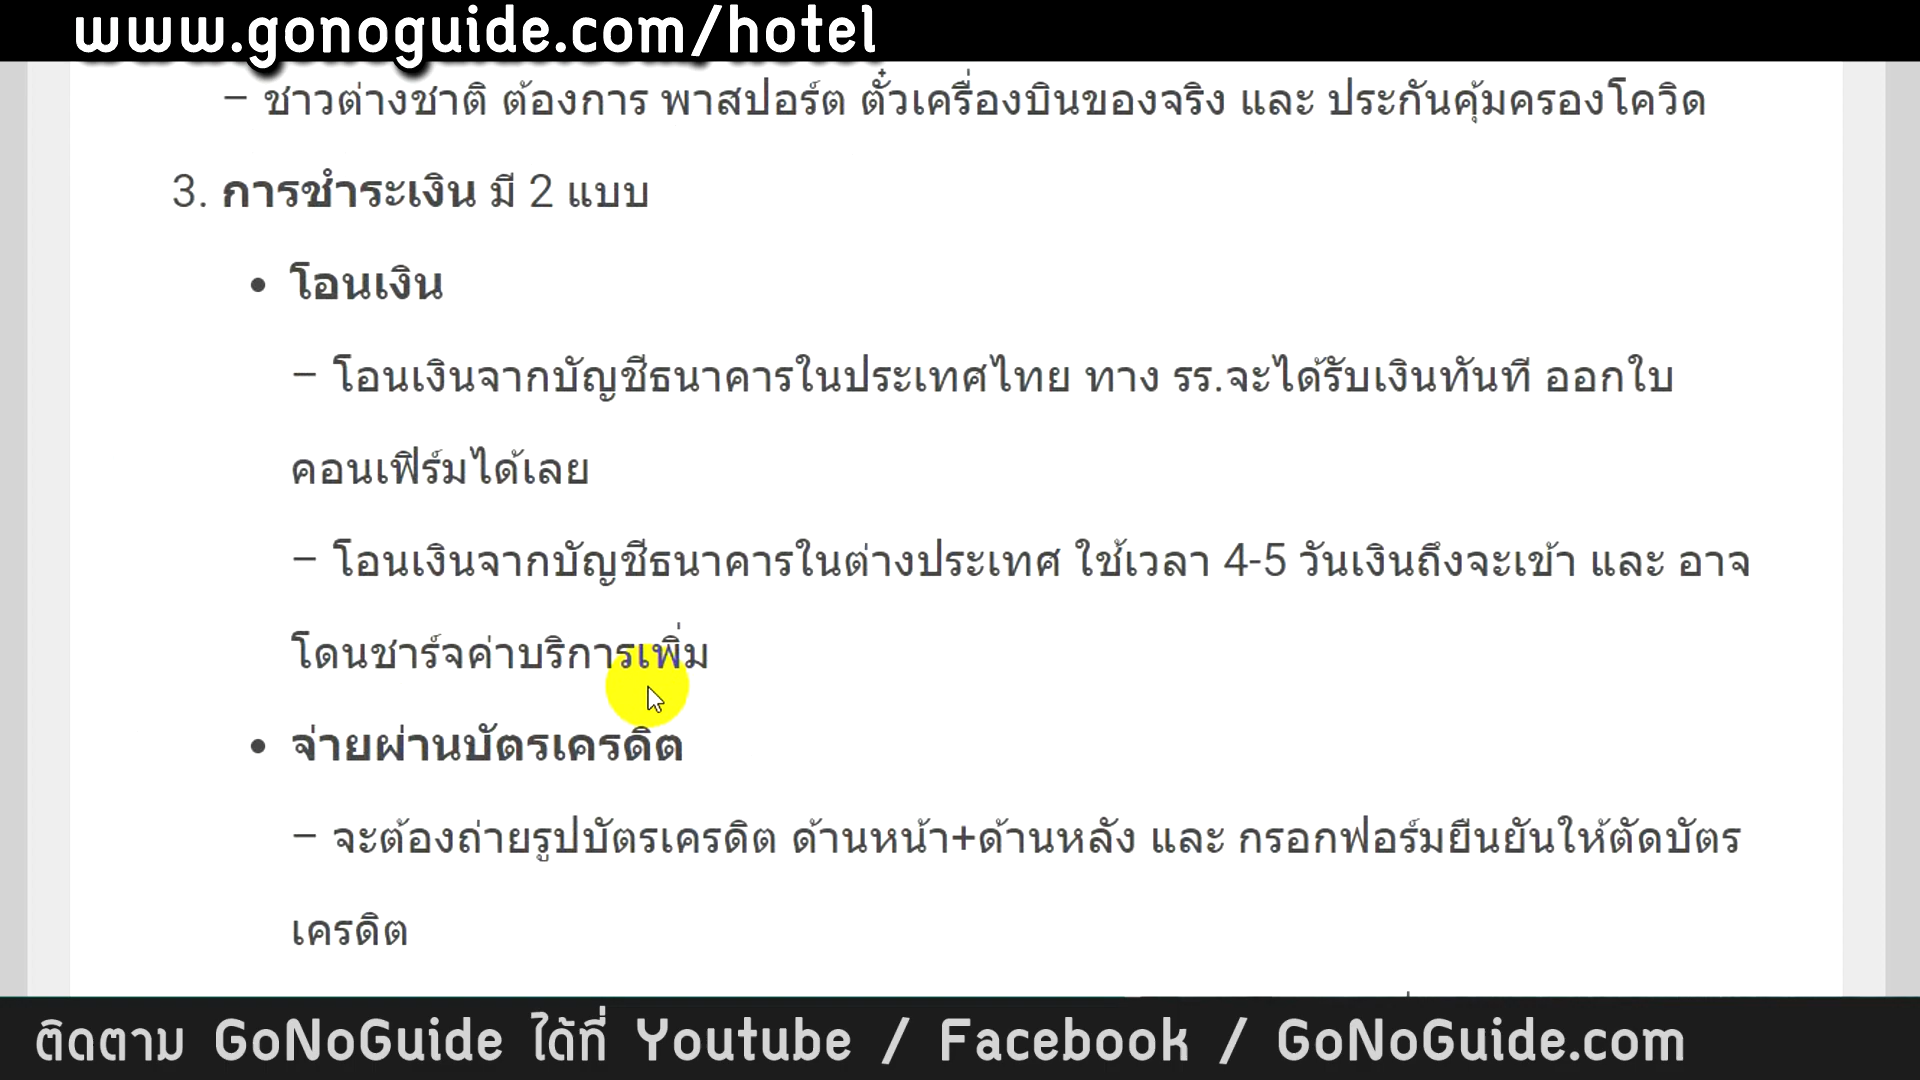 www.gonoguide.com/hotel
– ชาวต่างชาติ ต้องการ พาสปอร์ต ตั๋วเครื่องบินของจริง และ ประกันคุ้มครองโควิด
3. การชำระเงิน มี 2 แบบ
• โอนเงิน
– โอนเงินจากบัญชีธนาคารในประเทศไทย ทาง รร.จะได้รับเงินทันที ออกใบ
คอนเฟิร์มได้เลย
– โอนเงินจากบัญชีธนาคารในต่างประเทศ ใช้เวลา 4-5 วันเงินถึงจะเข้า และ อาจ
โดนชาร์จค่าบริการเพิ่ม
• จ่ายผ่านบัตรเครดิต
– จะต้องถ่ายรูปบัตรเครดิต ด้านหน้า+ด้านหลัง และ กรอกฟอร์มยืนยันให้ตัดบัตร
เครดิต
ติดตาม GoNoGuide ได้ที่ Youtube / Facebook / GoNoGuide.com